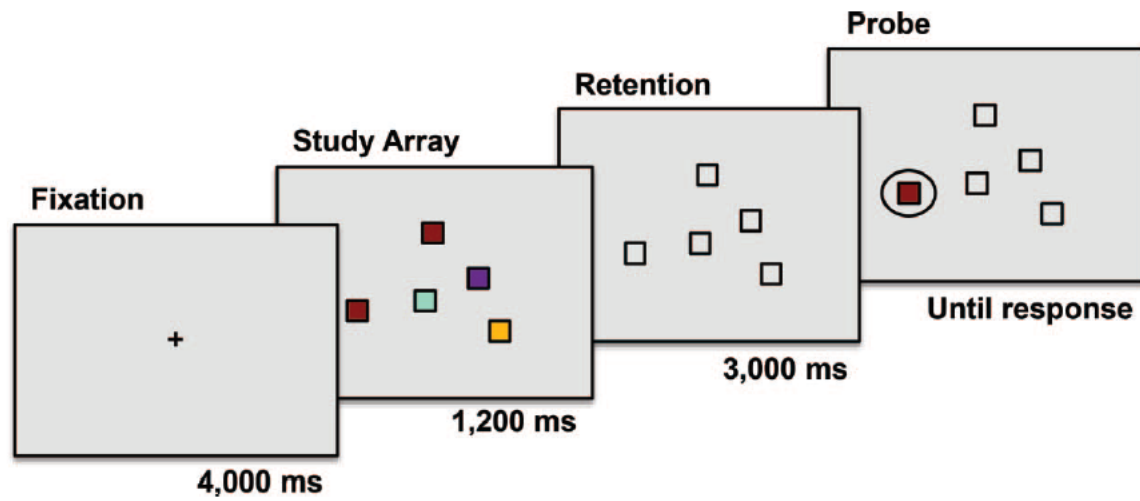 Fixation
4,000 ms
Study Array
1,200 ms
Retention
3,000 ms
Probe
Until response